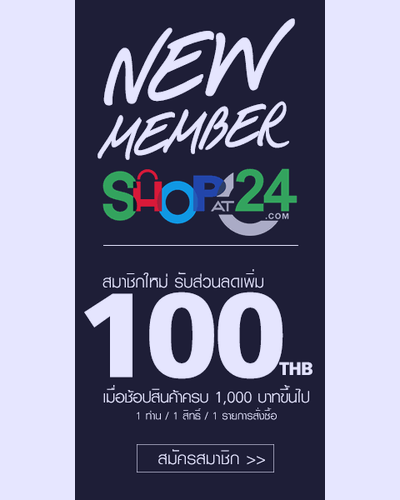 NEW
MEMBER
SHOP AT 24
.COM
สมาชิกใหม่ รับส่วนลดเพิ่ม
100 THB
เมื่อช้อปสินค้าครบ 1,000 บาทขึ้นไป
1 ท่าน / 1 สิทธิ์ / 1 รายการสั่งซื้อ
สมัครสมาชิก >>